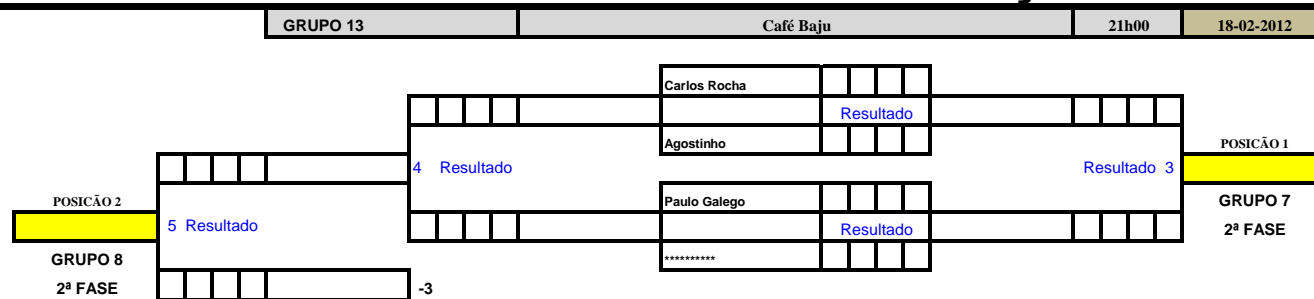 GRUPO 13 Café Baju 21h00 18-02-2012
Carlos Rocha
Resultado
Agostinho
POSICÃO 1
4 Resultado
Resultado 3
POSICÃO 2
Paulo Galego
GRUPO 7
5 Resultado
Resultado
2ª FASE
GRUPO 8
**********
2ª FASE
-3